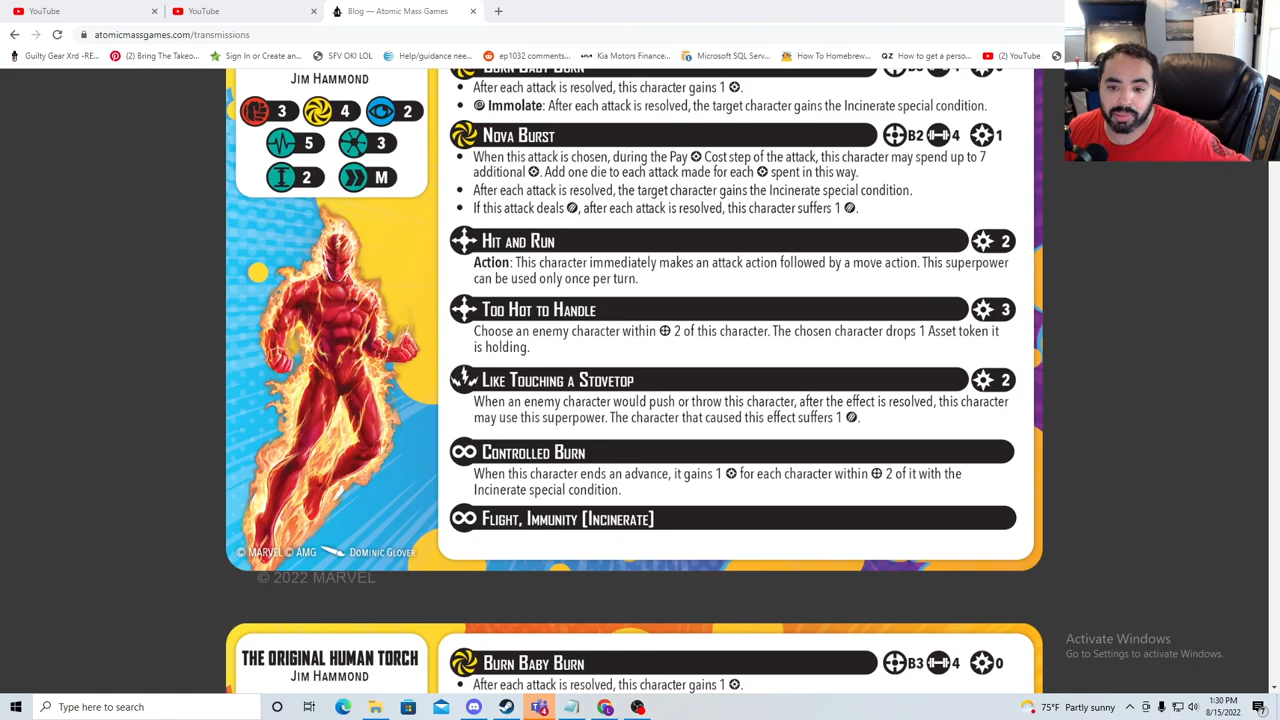 YouTube
YouTube
Blog — Atomic Mass Games
atomicmassgames.com/transmissions
Guilty Gear Xrd -RE...
(2) Bring The Takeo...
Sign In or Create an...
SFV OKI LOL
Help/guidance nee...
ep1032 comments...
Kia Motors Finance...
Microsoft SQL Serv...
How To Homebrew...
How to get a perso...
(2) YouTube
Jim Hammond
3 4 2
5 3
2 M
Burn Baby Burn
After each attack is resolved, this character gains 1
Immolate: After each attack is resolved, the target character gains the Incinerate special condition.
Nova Burst B2 4 1
When this attack is chosen, during the Pay Cost step of the attack, this character may spend up to 7
additional . Add one die to each attack made for each spent in this way.
After each attack is resolved, the target character gains the Incinerate special condition.
If this attack deals , after each attack is resolved, this character suffers 1 .
Hit and Run 2
Action: This character immediately makes an attack action followed by a move action. This superpower
can be used only once per turn.
Too Hot to Handle 3
Choose an enemy character within 2 of this character. The chosen character drops 1 Asset token it
is holding.
Like Touching a Stovetop 2
When an enemy character would push or throw this character, after the effect is resolved, this character
may use this superpower. The character that caused this effect suffers 1 .
Controlled Burn
When this character ends an advance, it gains 1 for each character within 2 of it with the
Incinerate special condition.
Flight, Immunity [Incinerate]
© MARVEL © AMG Dominic Glover
© 2022 MARVEL
The Original Human Torch
Jim Hammond
Burn Baby Burn B3 4 0
After each attack is resolved, this character gains 1 .
Activate Windows
Go to Settings to activate Windows.
Type here to search
75°F Partly sunny
1:30 PM
8/15/2022